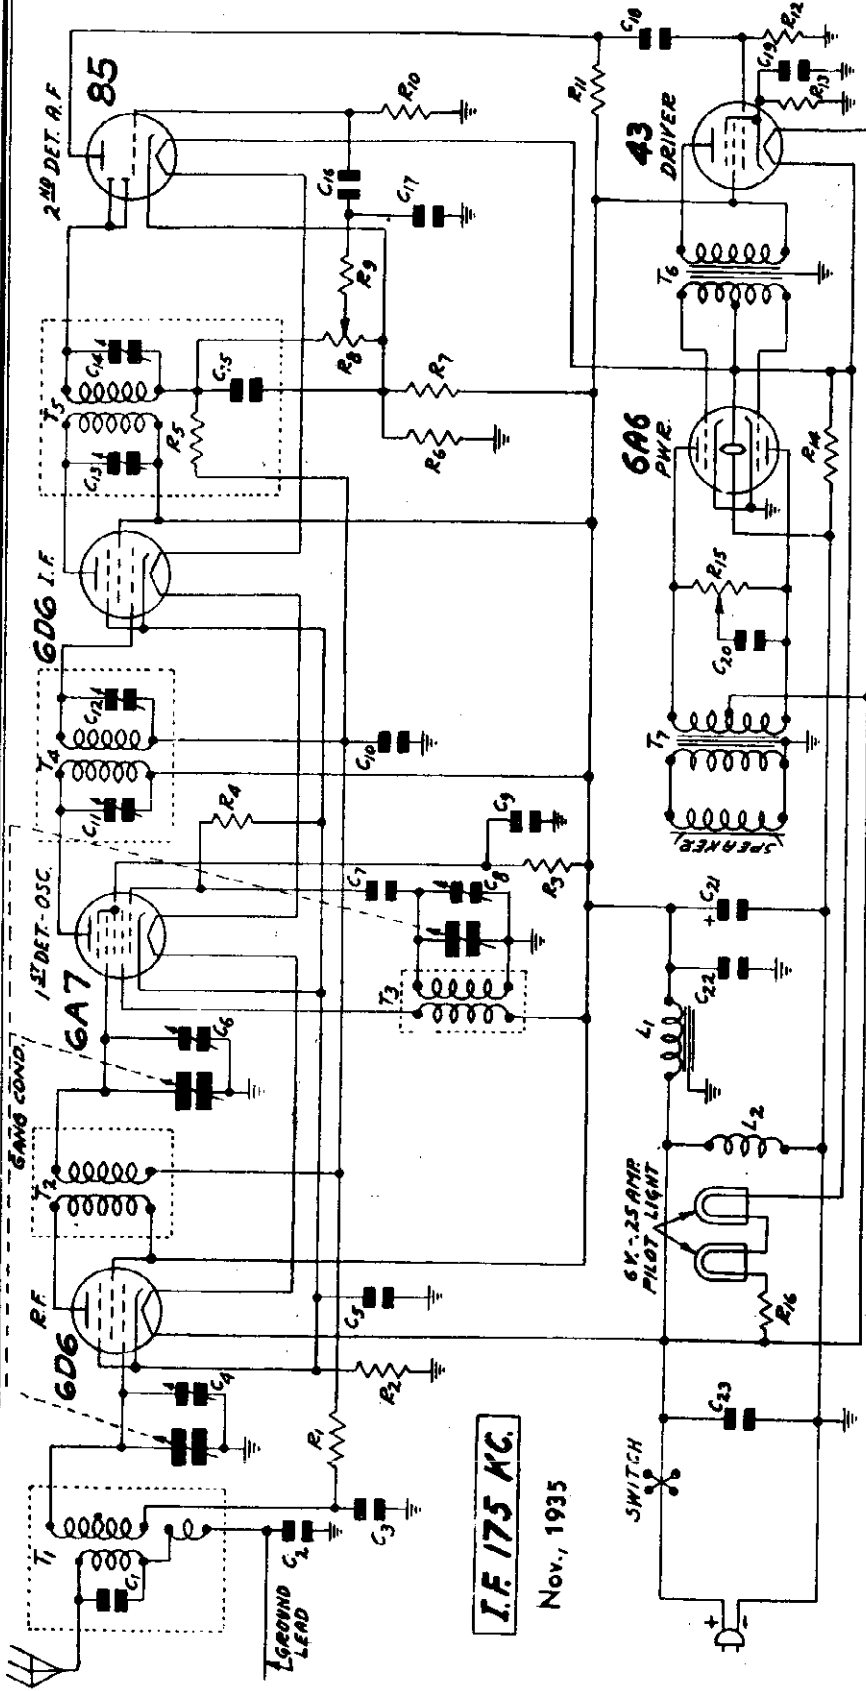 T1
C1
GROUND LEAD
C2
C3
R1
GANG COND.
6D6
R.F.
C4
R2
C5
T2
6A7
1ST DET.-OSC.
C6
T3
C7
C8
C9
R3
R4
T4
C11
C12
C10
6D6 I.F.
T5
C13
C14
R5
C15
R6
R7
R8
R9
2ND DET. A.F.
85
C16
C17
R10
I.F. 175 KC.
Nov., 1935
SWITCH
+
-
C23
6V.-.25 AMP.
PILOT LIGHT
R16
L2
L1
C22
+
C21
SPEAKER
T7
C20
R15
6A6
PWR.
R14
T6
43
DRIVER
R11
C18
R12
C19
R13